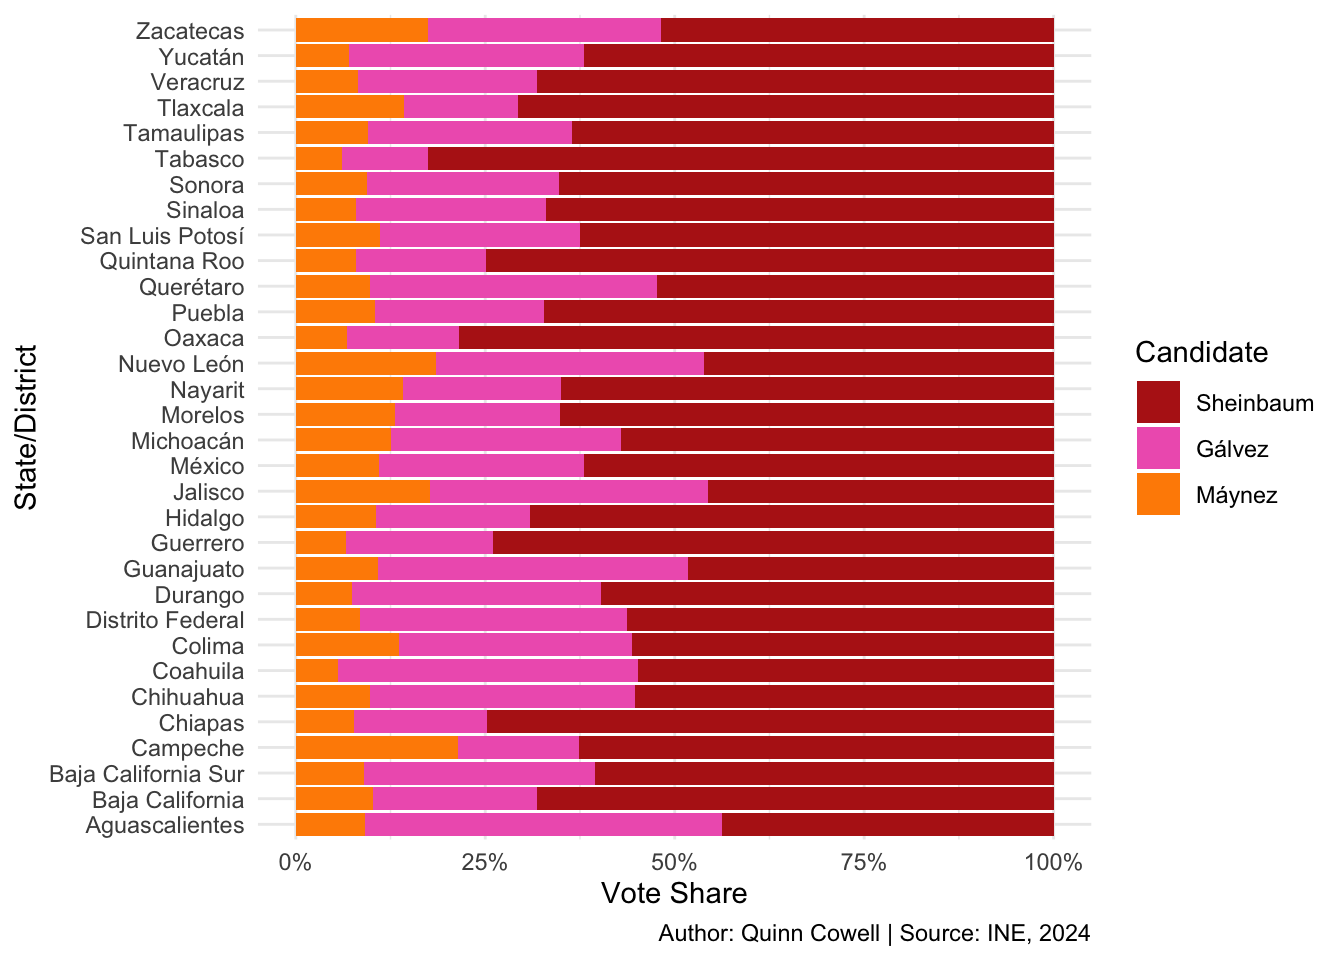 State/District
Zacatecas
Yucatán
Veracruz
Tlaxcala
Tamaulipas
Tabasco
Sonora
Sinaloa
San Luis Potosí
Quintana Roo
Querétaro
Puebla
Oaxaca
Nuevo León
Nayarit
Morelos
Michoacán
México
Jalisco
Hidalgo
Guerrero
Guanajuato
Durango
Distrito Federal
Colima
Coahuila
Chihuahua
Chiapas
Campeche
Baja California Sur
Baja California
Aguascalientes
0% 25% 50% 75% 100%
Vote Share
Candidate
Sheinbaum
Gálvez
Máynez
Author: Quinn Cowell | Source: INE, 2024